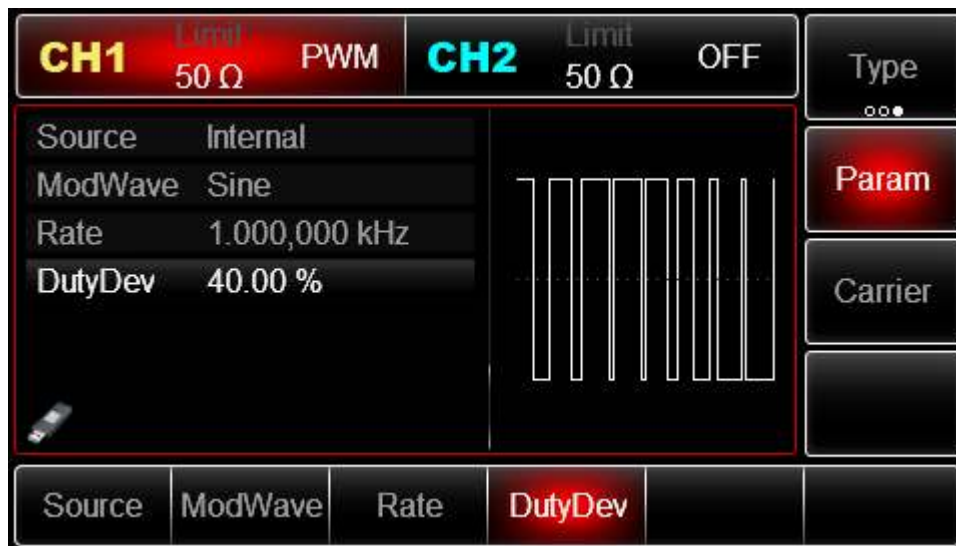 CH1 Limit 50 Ω PWM
CH2 Limit 50 Ω OFF
Type
Source Internal
ModWave Sine
Rate 1.000,000 kHz
DutyDev 40.00 %
Param
Carrier
Source ModWave Rate DutyDev